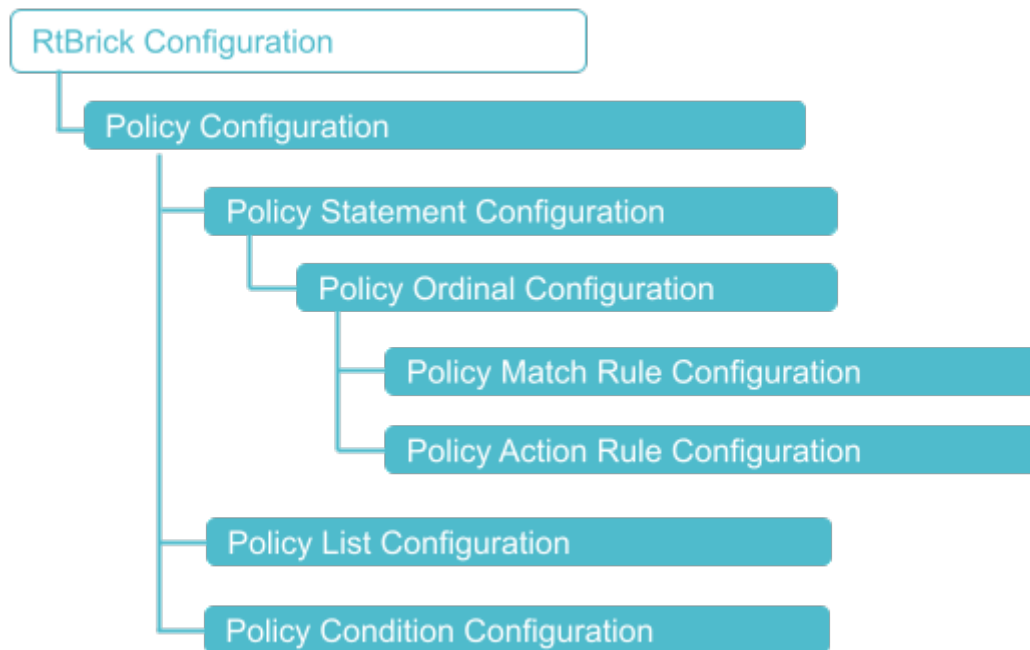 RtBrick Configuration
Policy Configuration
Policy Statement Configuration
Policy Ordinal Configuration
Policy Match Rule Configuration
Policy Action Rule Configuration
Policy List Configuration
Policy Condition Configuration